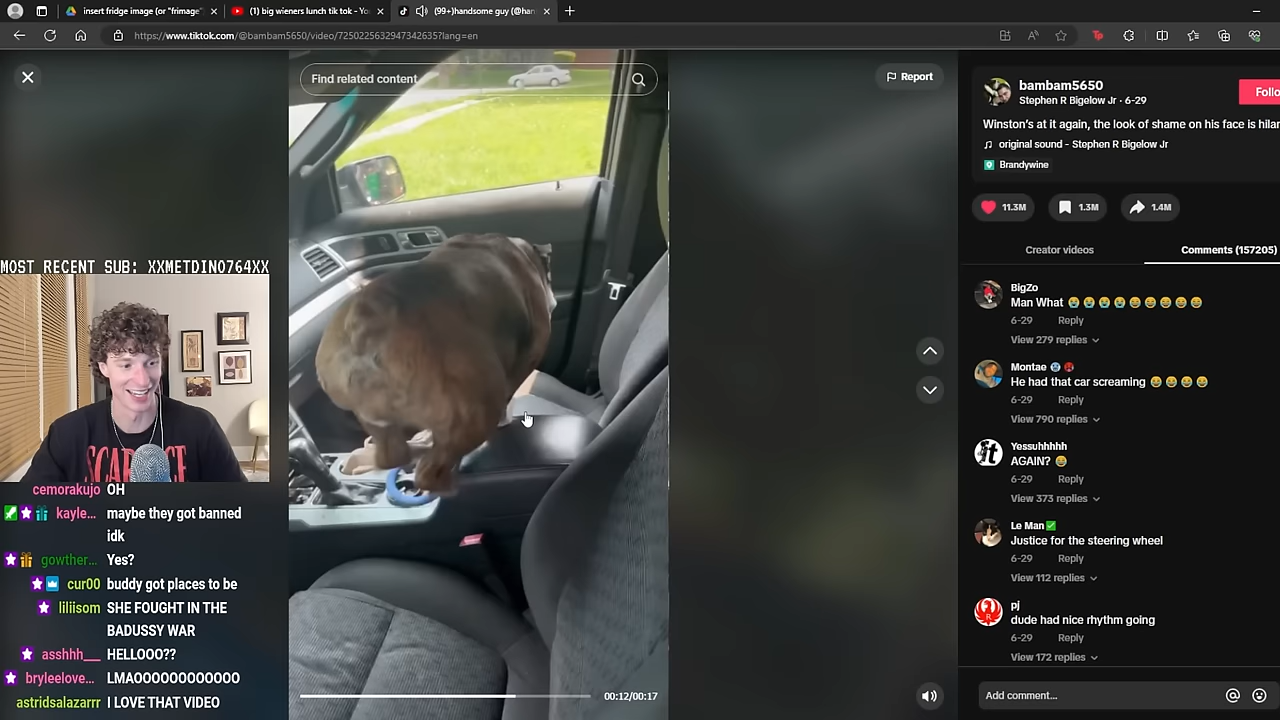 insert fridge image (or "frimage"
(1) big wieners lunch tik tok - Yo
(99+)handsome guy (@han
https://www.tiktok.com/@bambam5650/video/7250225632947342635?lang=en
Find related content
Report
bambam5650
Stephen R Bigelow Jr · 6-29
Follo
Winston's at it again, the look of shame on his face is hilar
original sound - Stephen R Bigelow Jr
Brandywine
11.3M
1.3M
1.4M
Creator videos
Comments (157205)
BigZo
Man What 😭😭😭😭😂😂😂😂😂
6-29 Reply
View 279 replies
Montae
He had that car screaming 😂😂😂😂
6-29 Reply
View 790 replies
Yessuhhhhh
AGAIN? 😂
6-29 Reply
View 373 replies
Le Man✅
Justice for the steering wheel
6-29 Reply
View 112 replies
pj
dude had nice rhythm going
6-29 Reply
View 172 replies
Add comment...
00:12/00:17
MOST RECENT SUB: XXMETDINO764XX
SCARFACE
cemorakujo OH
kayle... maybe they got banned
idk
gowther... Yes?
cur00 buddy got places to be
liliisom SHE FOUGHT IN THE
BADUSSY WAR
asshhh__ HELLOOO??
bryleelove... LMAOOOOOOOOOOO
astridsalazarrr I LOVE THAT VIDEO